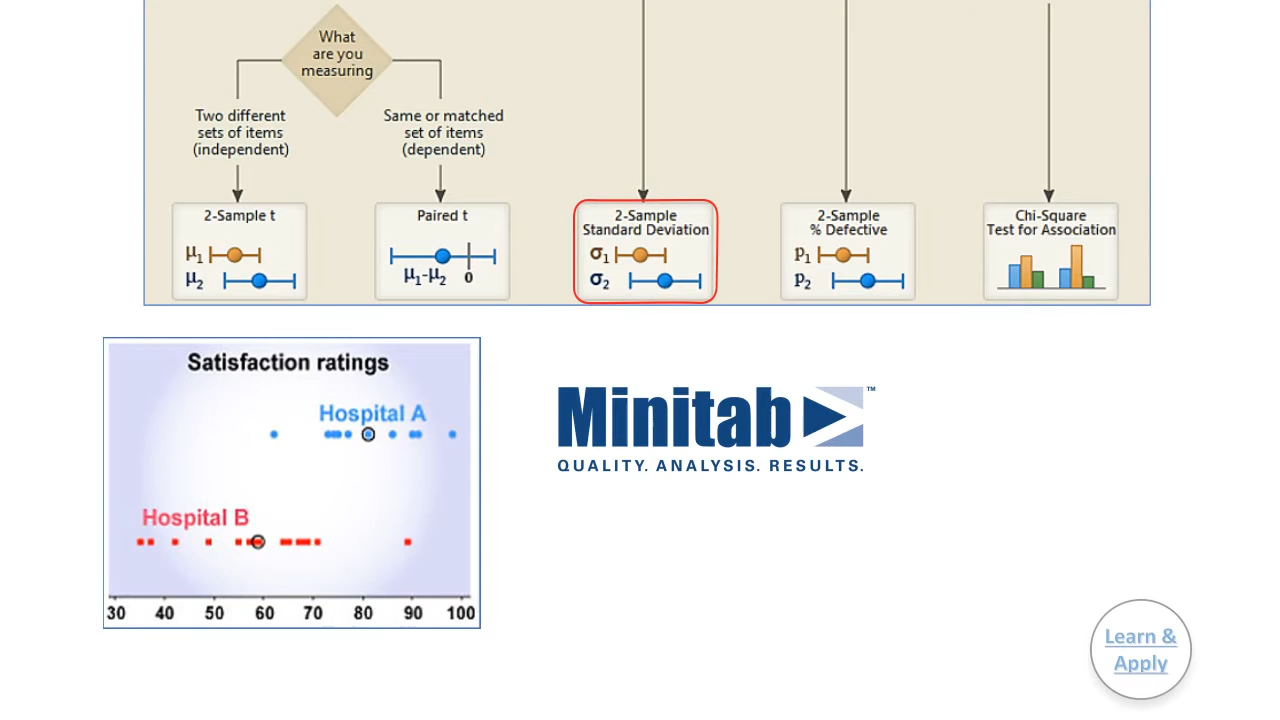 What
are you
measuring
Two different
sets of items
(independent)
Same or matched
set of items
(dependent)
2-Sample t
μ1
μ2
Paired t
μ1-μ2 0
2-Sample
Standard Deviation
σ1
σ2
2-Sample
% Defective
p1
p2
Chi-Square
Test for Association
Satisfaction ratings
Hospital A
Hospital B
30 40 50 60 70 80 90 100
Minitab™
QUALITY. ANALYSIS. RESULTS.
Learn &
Apply